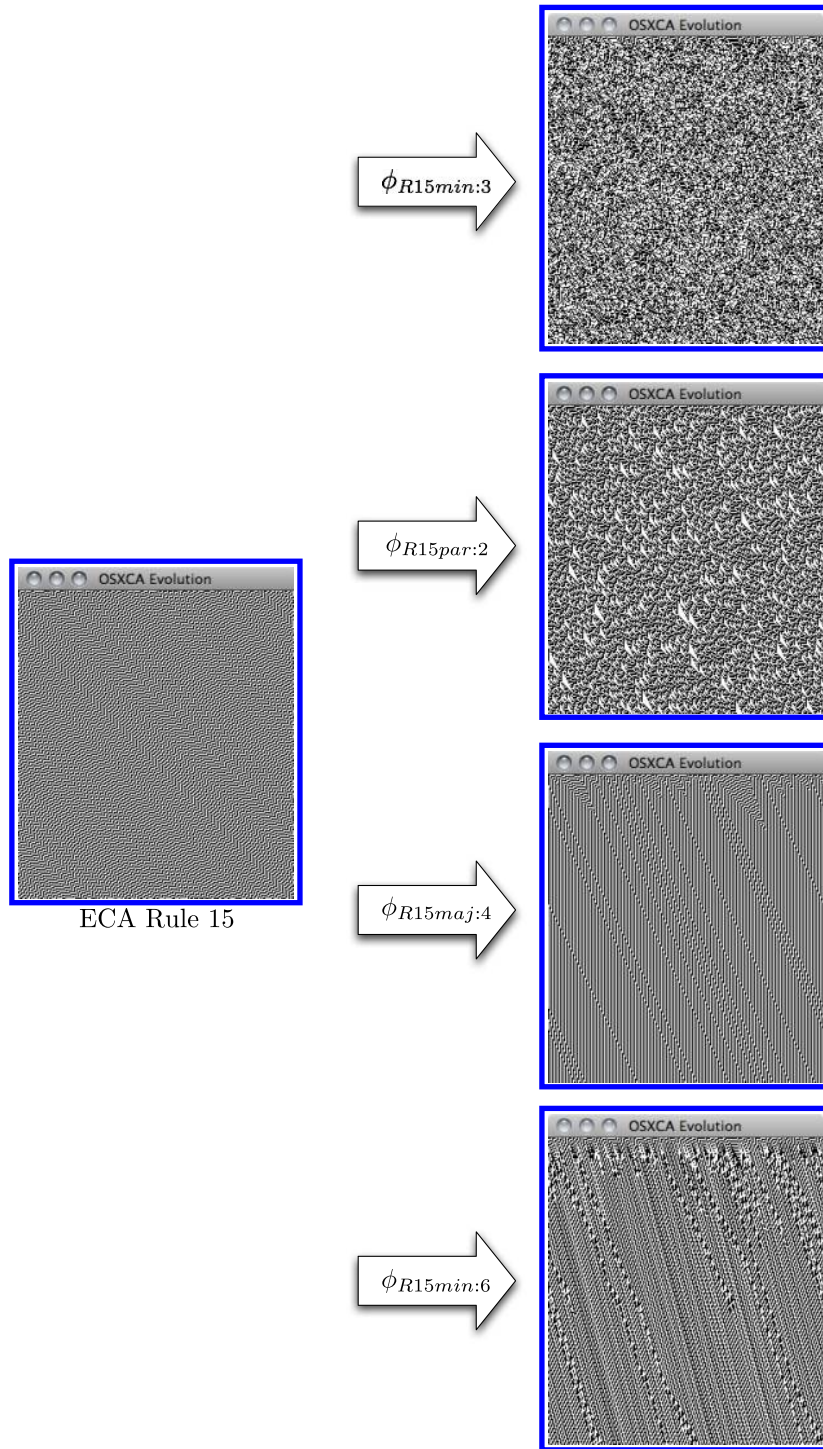 OSXCA Evolution
ϕR15min:3
OSXCA Evolution
ϕR15par:2
OSXCA Evolution
ECA Rule 15
OSXCA Evolution
ϕR15maj:4
OSXCA Evolution
ϕR15min:6